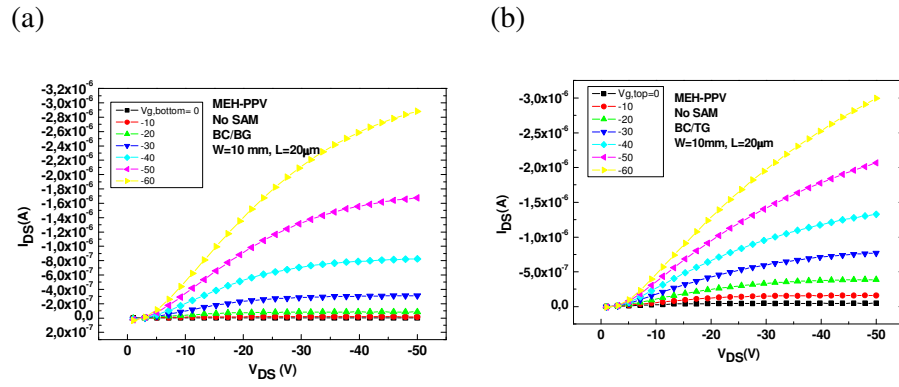 (a)
(b)
-3,2x10⁻⁶
-3,0x10⁻⁶
-2,8x10⁻⁶
-2,6x10⁻⁶
-2,4x10⁻⁶
-2,2x10⁻⁶
-2,0x10⁻⁶
-1,8x10⁻⁶
-1,6x10⁻⁶
-1,4x10⁻⁶
-1,2x10⁻⁶
-1,0x10⁻⁶
-8,0x10⁻⁷
-6,0x10⁻⁷
-4,0x10⁻⁷
-2,0x10⁻⁷
0,0
2,0x10⁻⁷
I_DS(A)
Vg,bottom= 0
-10
-20
-30
-40
-50
-60
MEH-PPV
No SAM
BC/BG
W=10 mm, L=20μm
0 -10 -20 -30 -40 -50
V_DS (V)
-3,0x10⁻⁶
-2,5x10⁻⁶
-2,0x10⁻⁶
-1,5x10⁻⁶
-1,0x10⁻⁶
-5,0x10⁻⁷
0,0
I_DS(A)
Vg,top=0
-10
-20
-30
-40
-50
-60
MEH-PPV
No SAM
BC/TG
W=10mm, L=20μm
0 -10 -20 -30 -40 -50
V_DS(V)